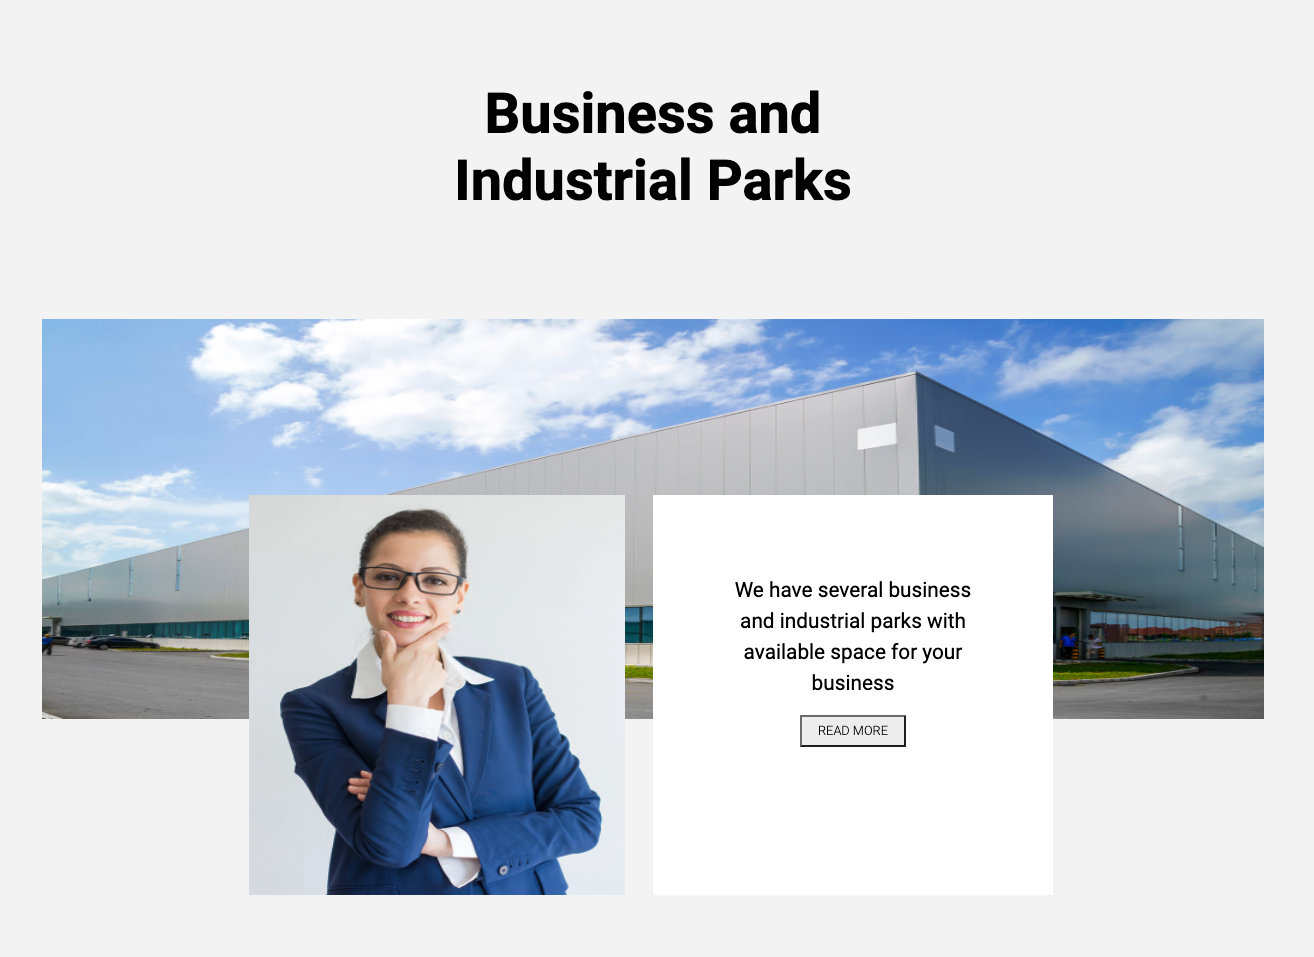 Business and
Industrial Parks
We have several business
and industrial parks with
available space for your
business
READ MORE